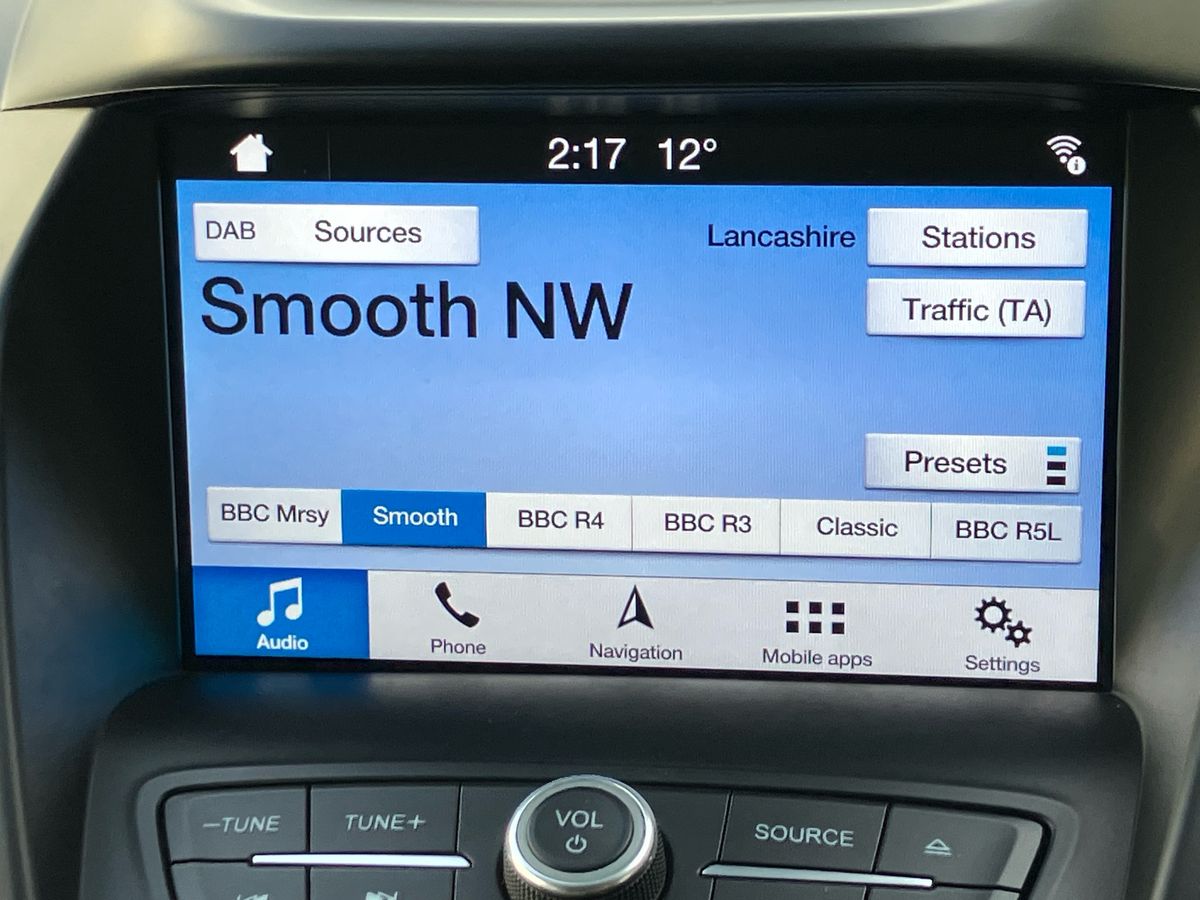 2:17 12°
DAB Sources Lancashire Stations
Smooth NW Traffic (TA)
Presets
BBC Mrsy Smooth BBC R4 BBC R3 Classic BBC R5L
Audio Phone Navigation Mobile apps Settings
–TUNE TUNE+ VOL SOURCE